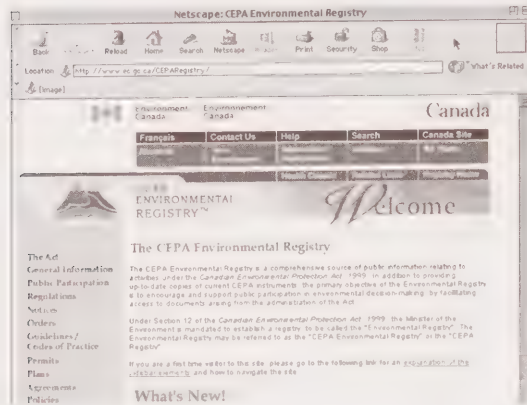 Netscape: CEPA Environmental Registry
Back Reload Home Search Netscape Print Security Shop
Location http://www.ec.gc.ca/CEPARegistry/ What's Related
(image)
Environment Canada Environnement Canada Canada
Français Contact Us Help Search Canada Site
ENVIRONMENTAL REGISTRY™
Welcome
The CEPA Environmental Registry
The CEPA Environmental Registry is a comprehensive source of public information relating to
activities under the Canadian Environmental Protection Act, 1999. In addition to providing
up-to-date copies of current CEPA instruments, the primary objective of the Environmental Registry
is to encourage and support public participation in environmental decision-making, by facilitating
access to documents arising from the administration of the Act.
Under Section 12 of the Canadian Environmental Protection Act, 1999, the Minister of the
Environment is mandated to establish a registry to be called the "Environmental Registry". The
Environmental Registry may be referred to as the "CEPA Environmental Registry" or the "CEPA
Registry".
If you are a first time visitor to the site, please go to the following link for an explanation of the
sidebar elements and how to navigate the site.
What's New!
The Act
General Information
Public Participation
Regulations
Notices
Orders
Guidelines /
Codes of Practice
Permits
Plans
Agreements
Policies